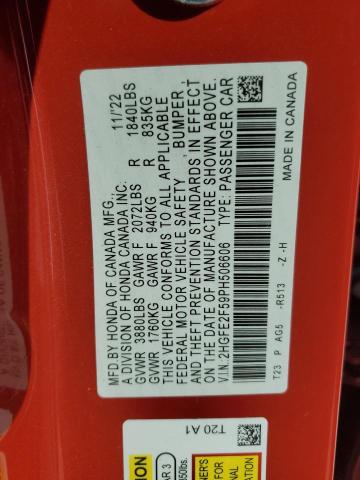 MFD.BY HONDA OF CANADA MFG., 11/'22
A DIVISION OF HONDA CANADA INC.
GVWR 3880LBS GAWR F 2072LBS R 1840LBS
GVWR 1760KG GAWR F 940KG R 835KG
THIS VEHICLE CONFORMS TO ALL APPLICABLE
FEDERAL MOTOR VEHICLE SAFETY, BUMPER,
AND THEFT PREVENTION STANDARDS, IN EFFECT
ON THE DATE OF MANUFACTURE SHOWN ABOVE.
V.I.N.:2HGFE2F59PH506606 TYPE: PASSENGER CAR
T23 P AG5 -R513 -Z -H MADE IN CANADA
T20 A1